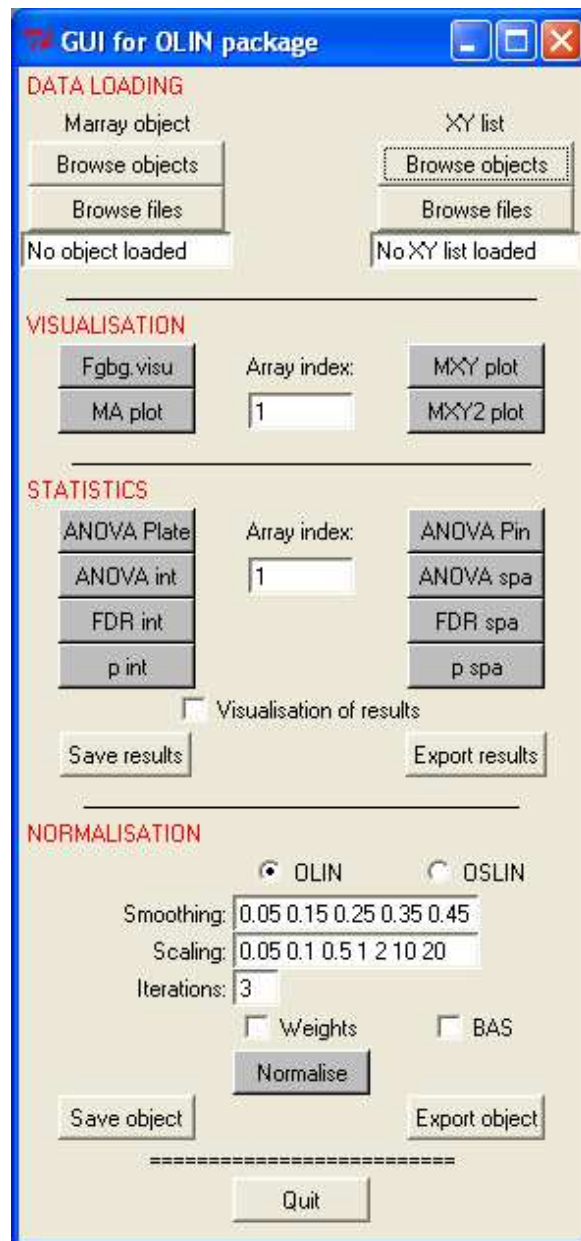 GUI for OLIN package
DATA LOADING
Marray object XY list
Browse objects Browse objects
Browse files Browse files
No object loaded No XY list loaded
VISUALISATION
Fgbg.visu Array index: MXY plot
MA plot 1 MXY2 plot
STATISTICS
ANOVA Plate Array index: ANOVA Pin
ANOVA int 1 ANOVA spa
FDR int FDR spa
p int p spa
Visualisation of results
Save results Export results
NORMALISATION
OLIN OSLIN
Smoothing: 0.05 0.15 0.25 0.35 0.45
Scaling: 0.05 0.1 0.5 1 2 10 20
Iterations: 3
Weights BAS
Normalise
Save object Export object
==========================
Quit